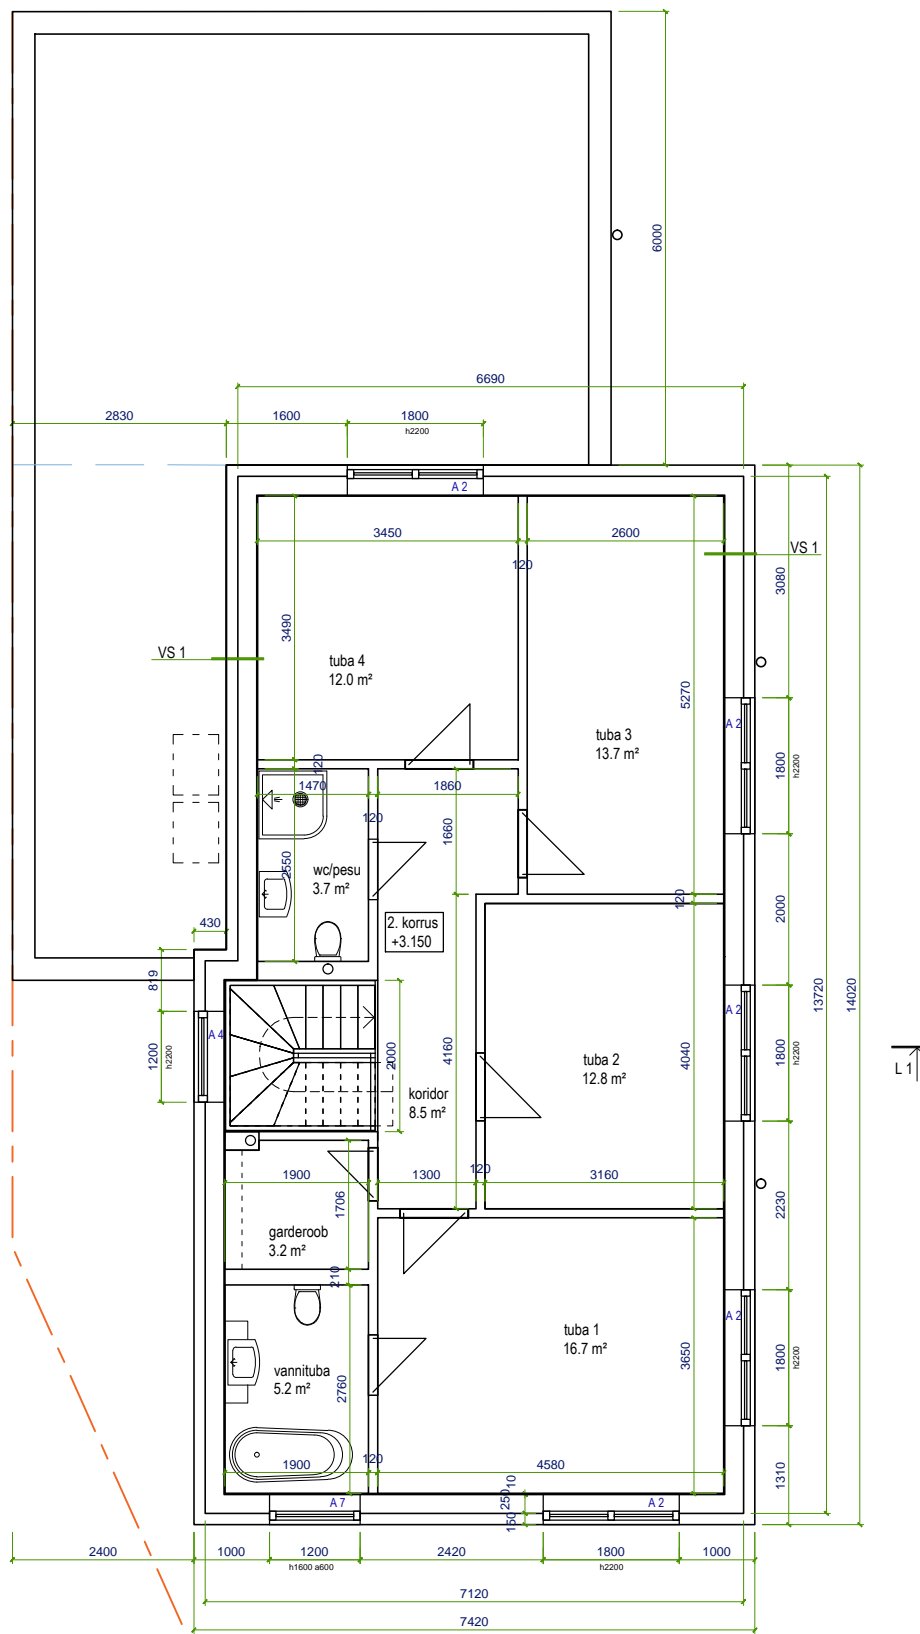 6000
6690
2830
1600
1800
h2200
A 2
3450
2600
120
VS 1
3080
3490
VS 1
tuba 4
12.0 m²
5270
tuba 3
13.7 m²
A 2
1800
h2200
13720
14020
120
1470
1860
120
1660
2550
wc/pesu
3.7 m²
120
2000
430
2. korrus
+3.150
819
A 4
1200
h2200
2000
4160
tuba 2
12.8 m²
4040
A 2
1800
h2200
L 1
koridor
8.5 m²
1900
1300
120
3160
1706
2230
garderoob
3.2 m²
210
tuba 1
16.7 m²
3650
A 2
1800
h2200
vannituba
5.2 m²
2760
1900
120
4580
1310
10
250
150
A 7
A 2
2400
1000
1200
h1600 a600
2420
1800
h2200
1000
7120
7420